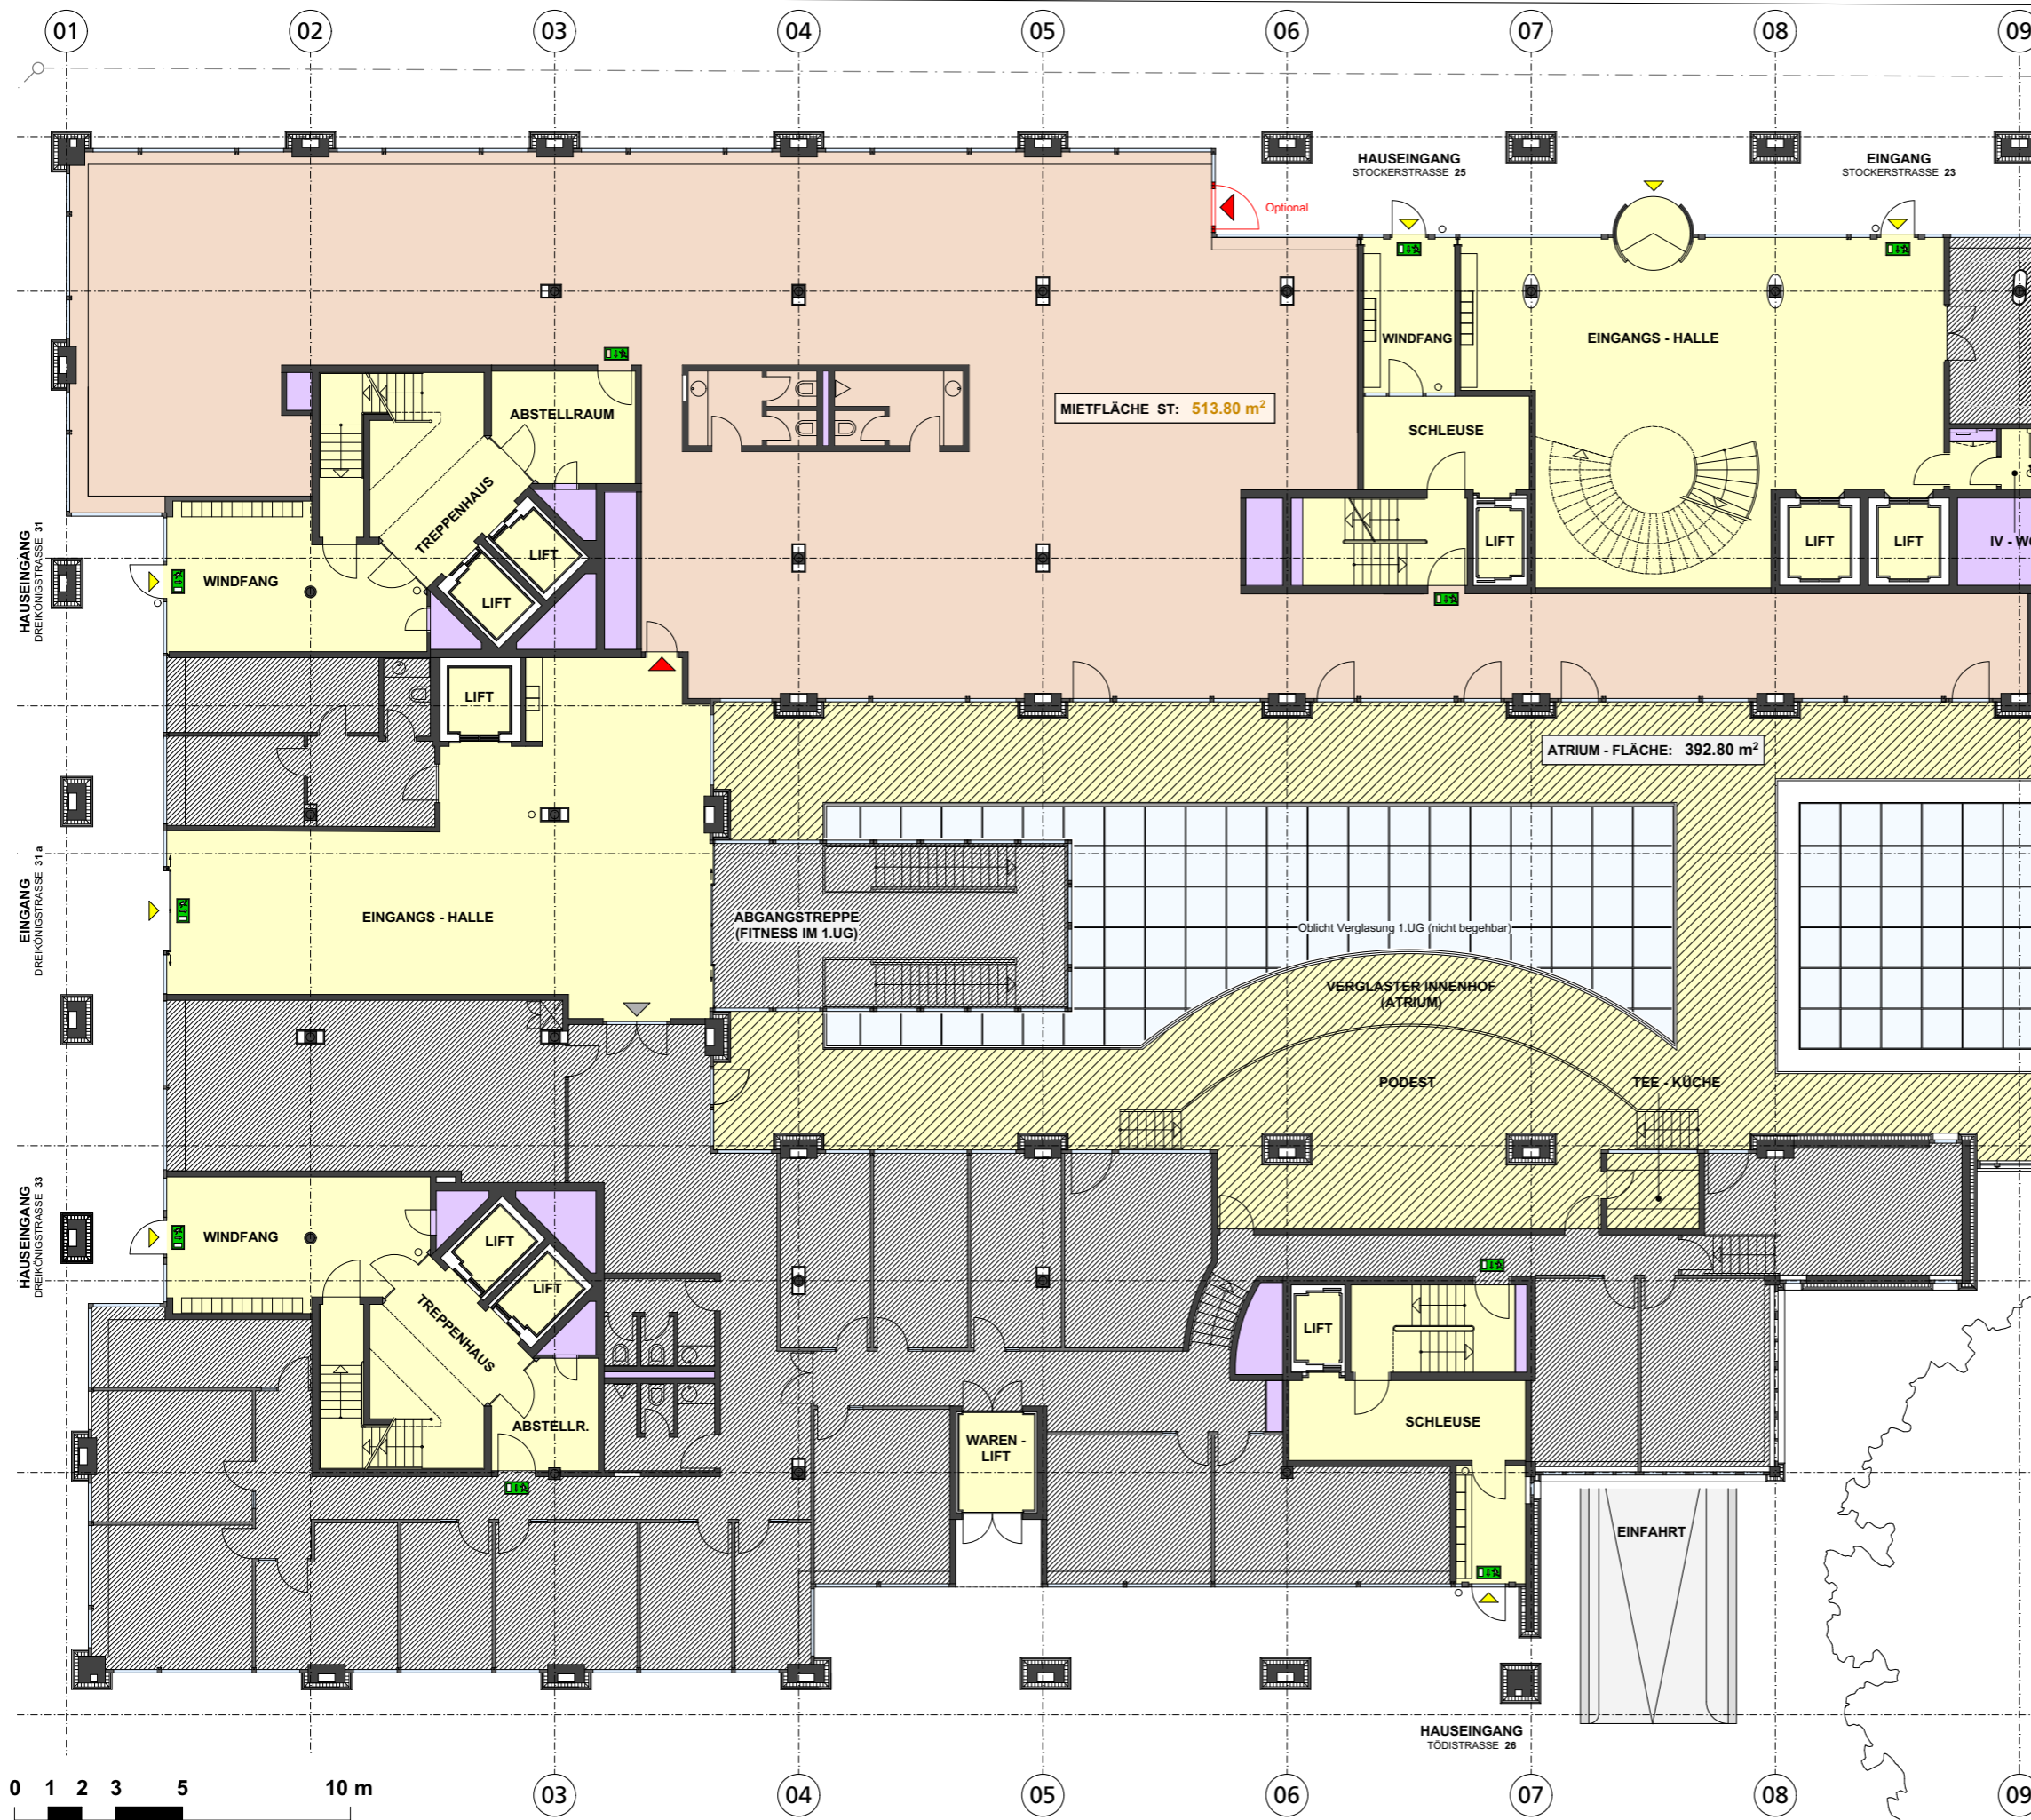 01 02 03 04 05 06 07 08 09
HAUSEINGANG
STOCKERSTRASSE 25
EINGANG
STOCKERSTRASSE 23
Optional
WINDFANG
EINGANGS - HALLE
ABSTELLRAUM
MIETFLÄCHE ST: 513.80 m²
SCHLEUSE
TREPPENHAUS
LIFT
LIFT
LIFT
LIFT
LIFT
HAUSEINGANG
DREIKÖNIGSTRASSE 31
WINDFANG
LIFT
ATRIUM - FLÄCHE: 392.80 m²
EINGANG
DREIKÖNIGSTRASSE 31 a
EINGANGS - HALLE
ABGANGSTREPPE
(FITNESS IM 1.UG)
Oblicht Verglasung 1.UG (nicht begehbar)
VERGLASTER INNENHOF
(ATRIUM)
PODEST
TEE - KÜCHE
HAUSEINGANG
DREIKÖNIGSTRASSE 33
WINDFANG
LIFT
LIFT
TREPPENHAUS
LIFT
ABSTELLR.
SCHLEUSE
WAREN -
LIFT
EINFAHRT
HAUSEINGANG
TÖDISTRASSE 26
0 1 2 3 5 10 m
03 04 05 06 07 08 09